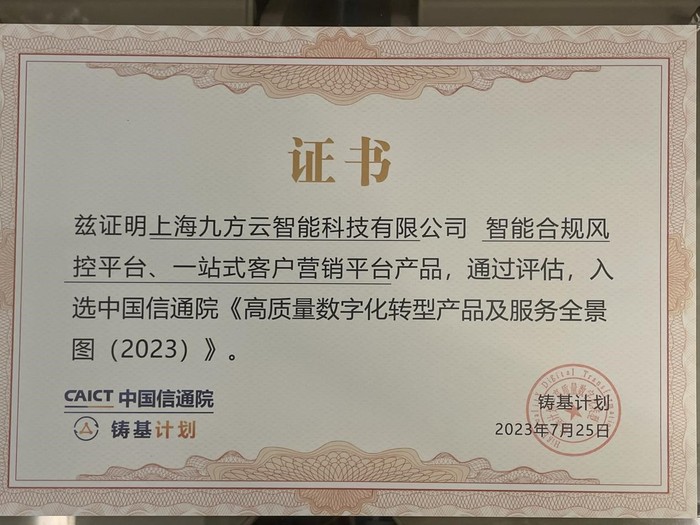 证书
兹证明上海九方云智能科技有限公司 智能合规风
控平台、一站式客户营销平台产品，通过评估，入
选中国信通院《高质量数字化转型产品及服务全景
图（2023）》。
CAICT 中国信通院
铸基计划
铸基计划
2023年7月25日